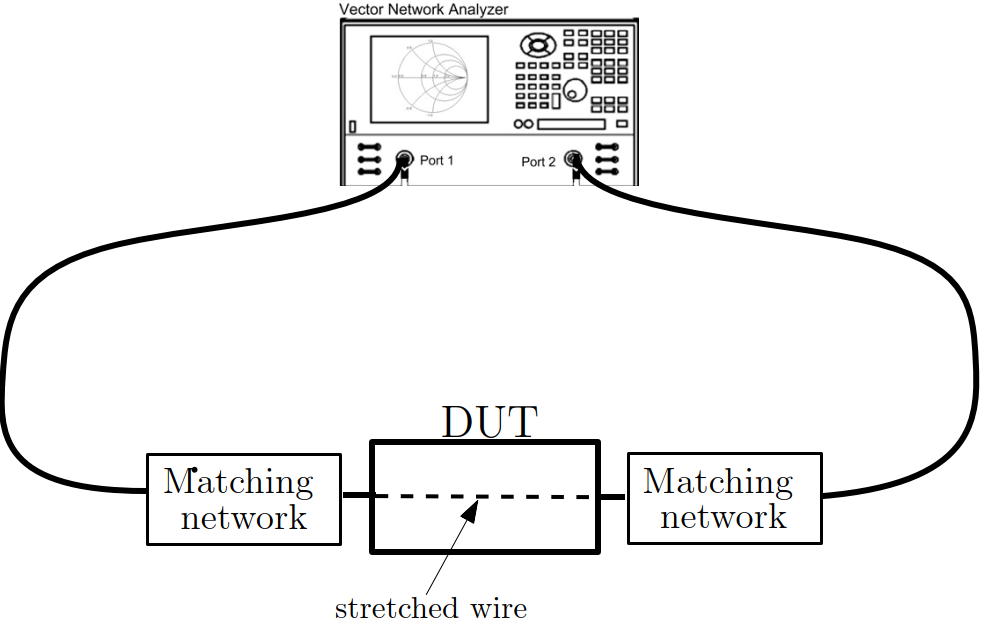 Vector Network Analyzer
Port 1
Port 2
DUT
Matching
network
Matching
network
stretched wire